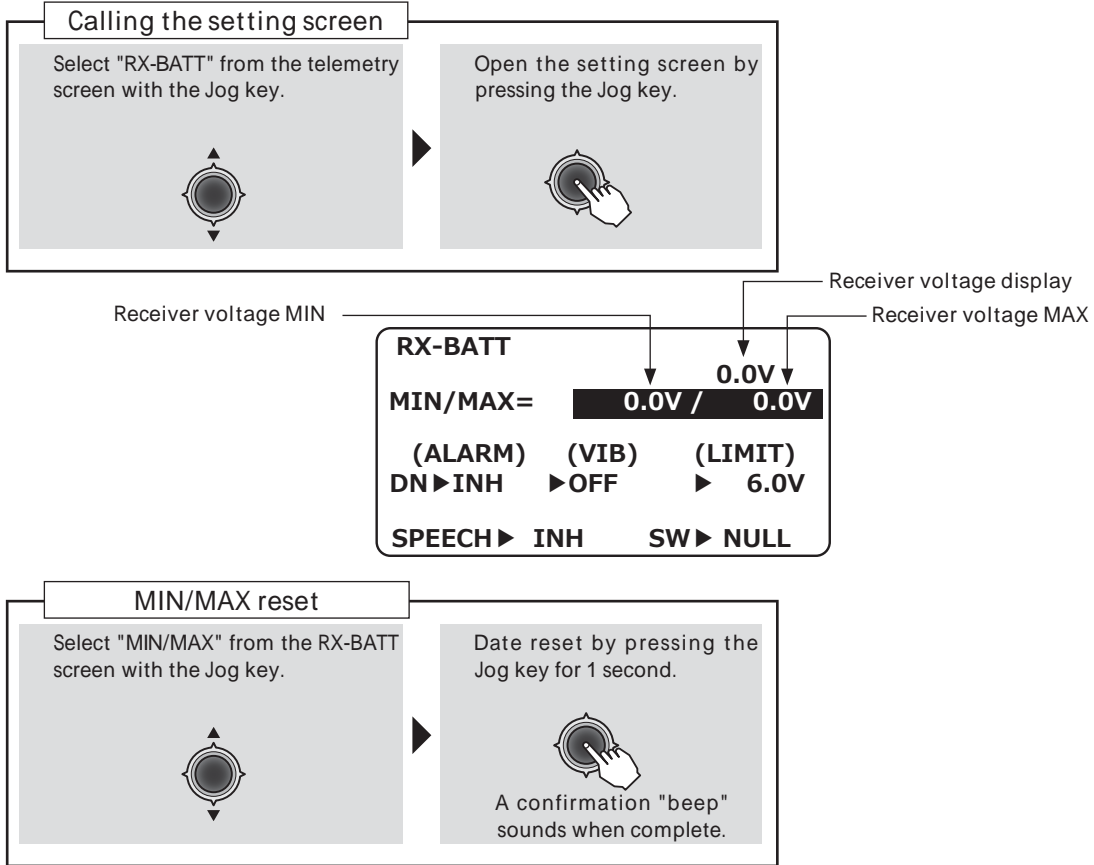 Calling the setting screen
Select "RX-BATT" from the telemetry
screen with the Jog key.
Open the setting screen by
pressing the Jog key.
Receiver voltage display
Receiver voltage MIN
Receiver voltage MAX
RX-BATT
0.0V
MIN/MAX= 0.0V / 0.0V
(ALARM) (VIB) (LIMIT)
DN▶INH ▶OFF ▶ 6.0V
SPEECH▶ INH SW▶ NULL
MIN/MAX reset
Select "MIN/MAX" from the RX-BATT
screen with the Jog key.
Date reset by pressing the
Jog key for 1 second.
A confirmation "beep"
sounds when complete.